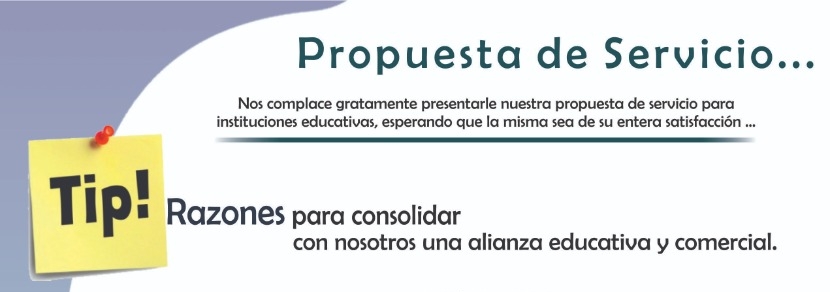 Propuesta de Servicio...
Nos complace gratamente presentarle nuestra propuesta de servicio para
instituciones educativas, esperando que la misma sea de su entera satisfacción ...
Tip!
Razones para consolidar
con nosotros una alianza educativa y comercial.